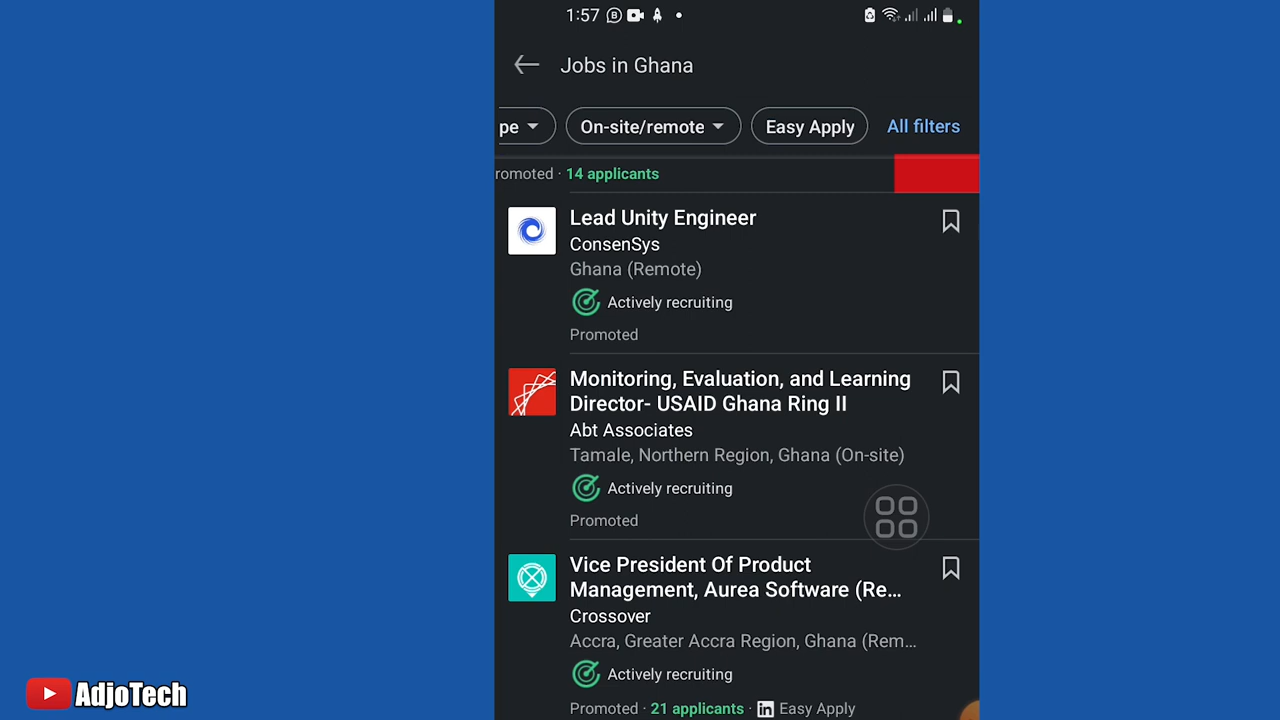 1:57
Jobs in Ghana
pe
On-site/remote
Easy Apply
All filters
romoted · 14 applicants
Lead Unity Engineer
ConsenSys
Ghana (Remote)
Actively recruiting
Promoted
Monitoring, Evaluation, and Learning
Director- USAID Ghana Ring II
Abt Associates
Tamale, Northern Region, Ghana (On-site)
Actively recruiting
Promoted
Vice President Of Product
Management, Aurea Software (Re...
Crossover
Accra, Greater Accra Region, Ghana (Rem...
Actively recruiting
Promoted · 21 applicants · in Easy Apply
AdjoTech